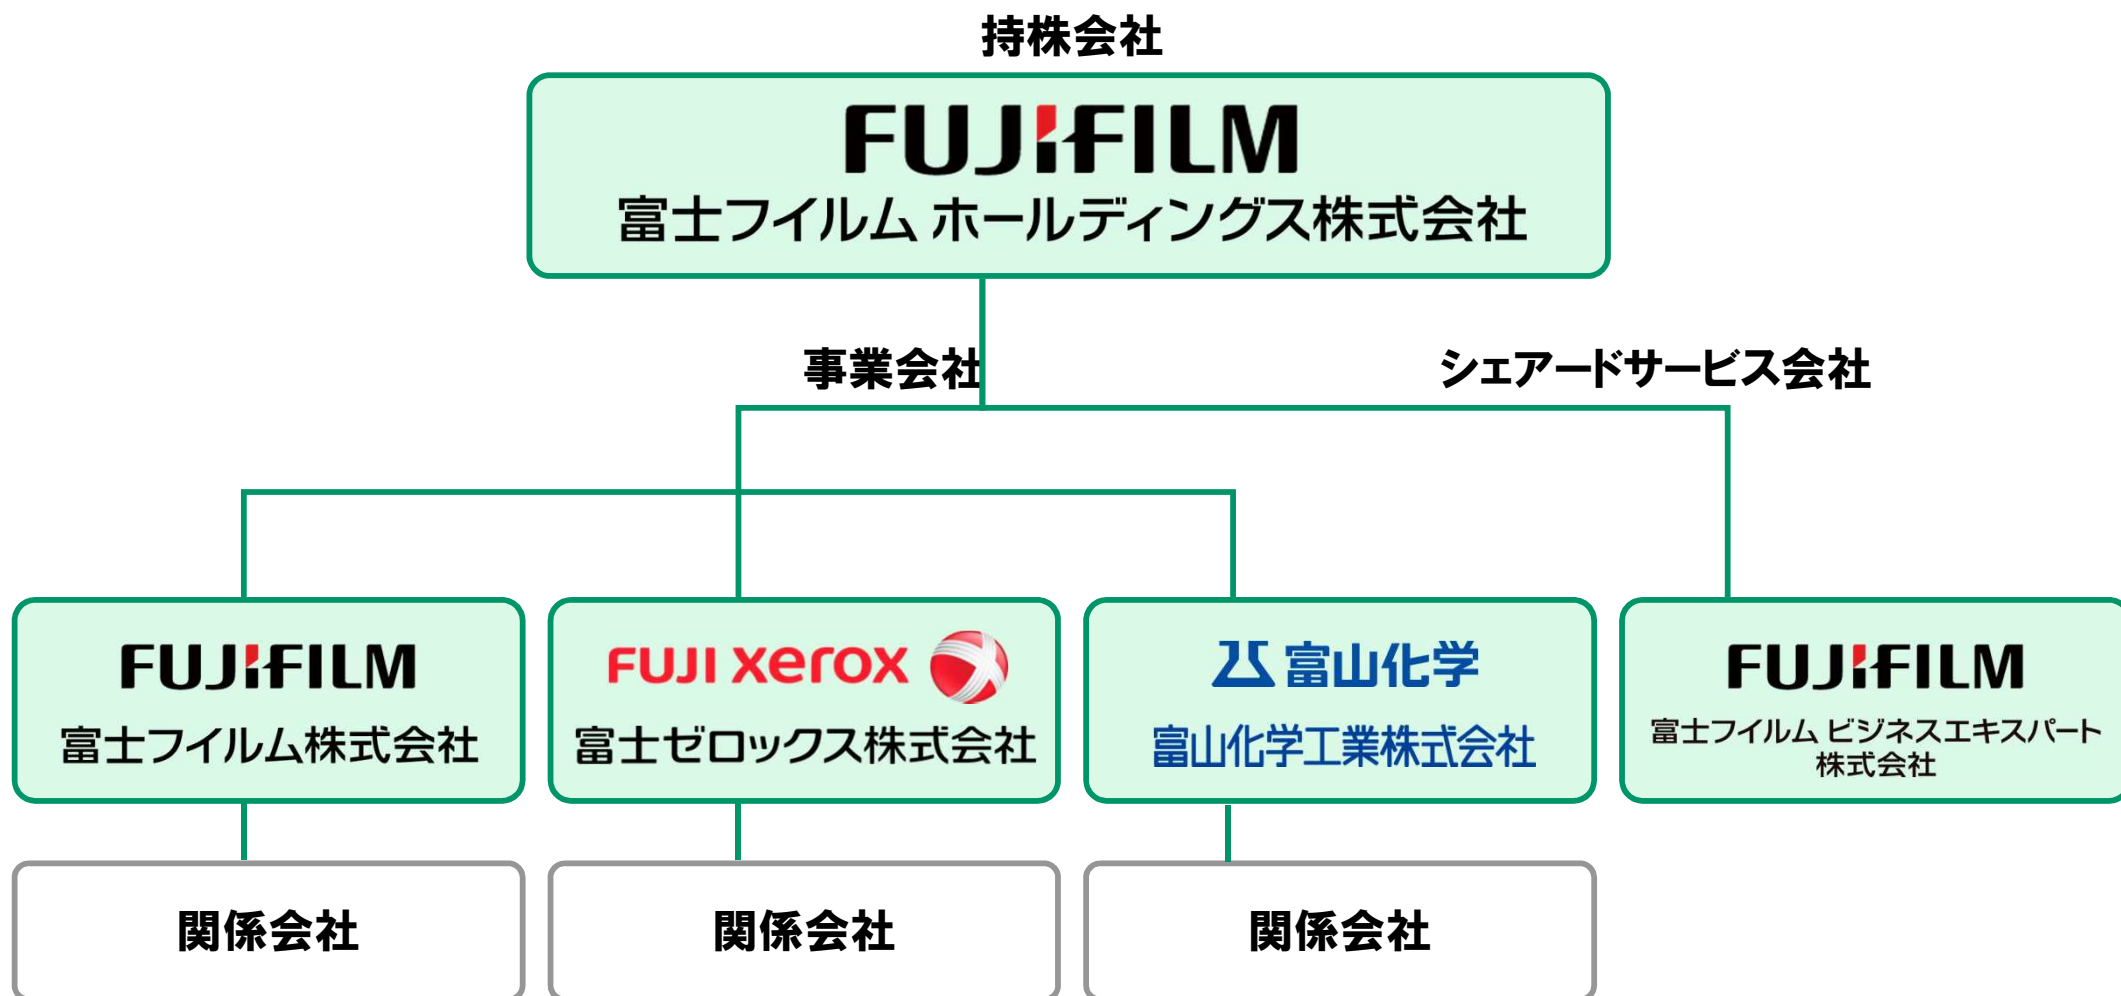 持株会社
FUJIFILM
富士フイルム ホールディングス株式会社
事業会社
シェアードサービス会社
FUJIFILM
富士フイルム株式会社
FUJI xerox
富士ゼロックス株式会社
富山化学
富山化学工業株式会社
FUJIFILM
富士フイルム ビジネスエキスパート
株式会社
関係会社
関係会社
関係会社